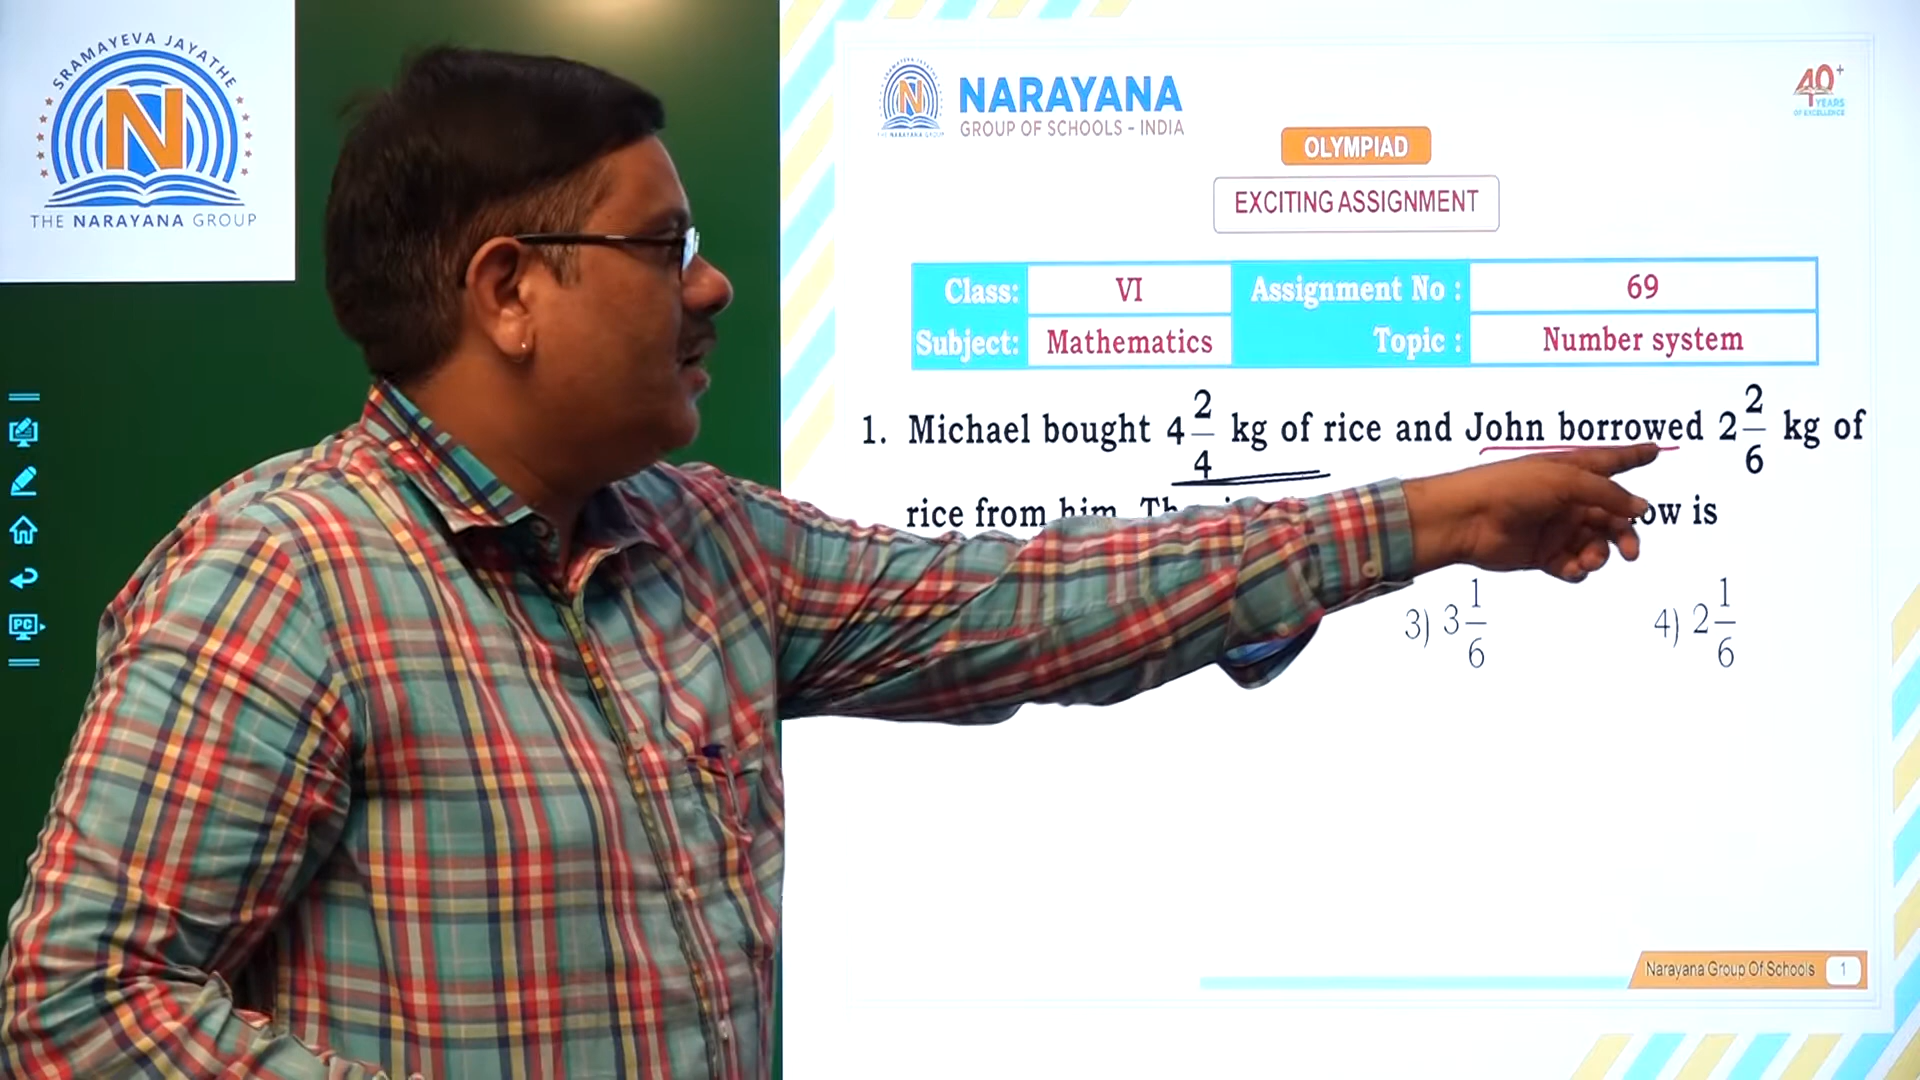 SRAMAYEVA JAYATHE
N
THE NARAYANA GROUP
N
NARAYANA
GROUP OF SCHOOLS - INDIA
40+
YEARS
OF EXCELLENCE
OLYMPIAD
EXCITING ASSIGNMENT
Class: VI Assignment No : 69
Subject: Mathematics Topic : Number system
1. Michael bought 4 2/4 kg of rice and John borrowed 2 2/6 kg of
rice from him. is
3) 3 1/6 4) 2 1/6
PC
Narayana Group Of Schools 1